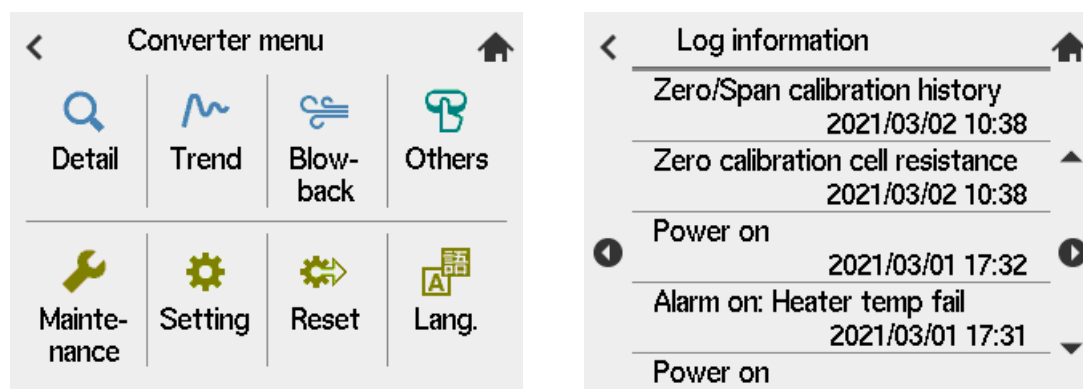 Converter menu
Detail
Trend
Blow-
back
Others
Mainte-
nance
Setting
Reset
A語
Lang.
Log information
Zero/Span calibration history
2021/03/02 10:38
Zero calibration cell resistance
2021/03/02 10:38
Power on
2021/03/01 17:32
Alarm on: Heater temp fail
2021/03/01 17:31
Power on